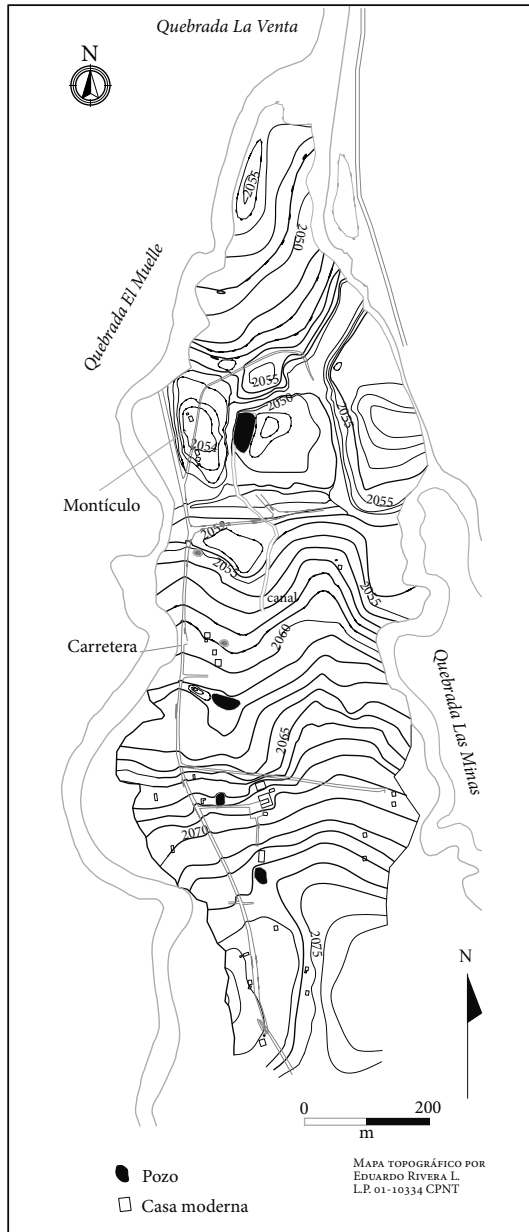 Quebrada La Venta
N
2055
2050
Quebrada El Muelle
2055
2050
2055
2054
Montículo
2055
2055
2055
canal
Carretera
2060
Quebrada Las Minas
2065
2070
2075
N
0 200
m
Pozo
Casa moderna
Mapa topográfico por
Eduardo Rivera L.
L.P. 01-10334 CPNT